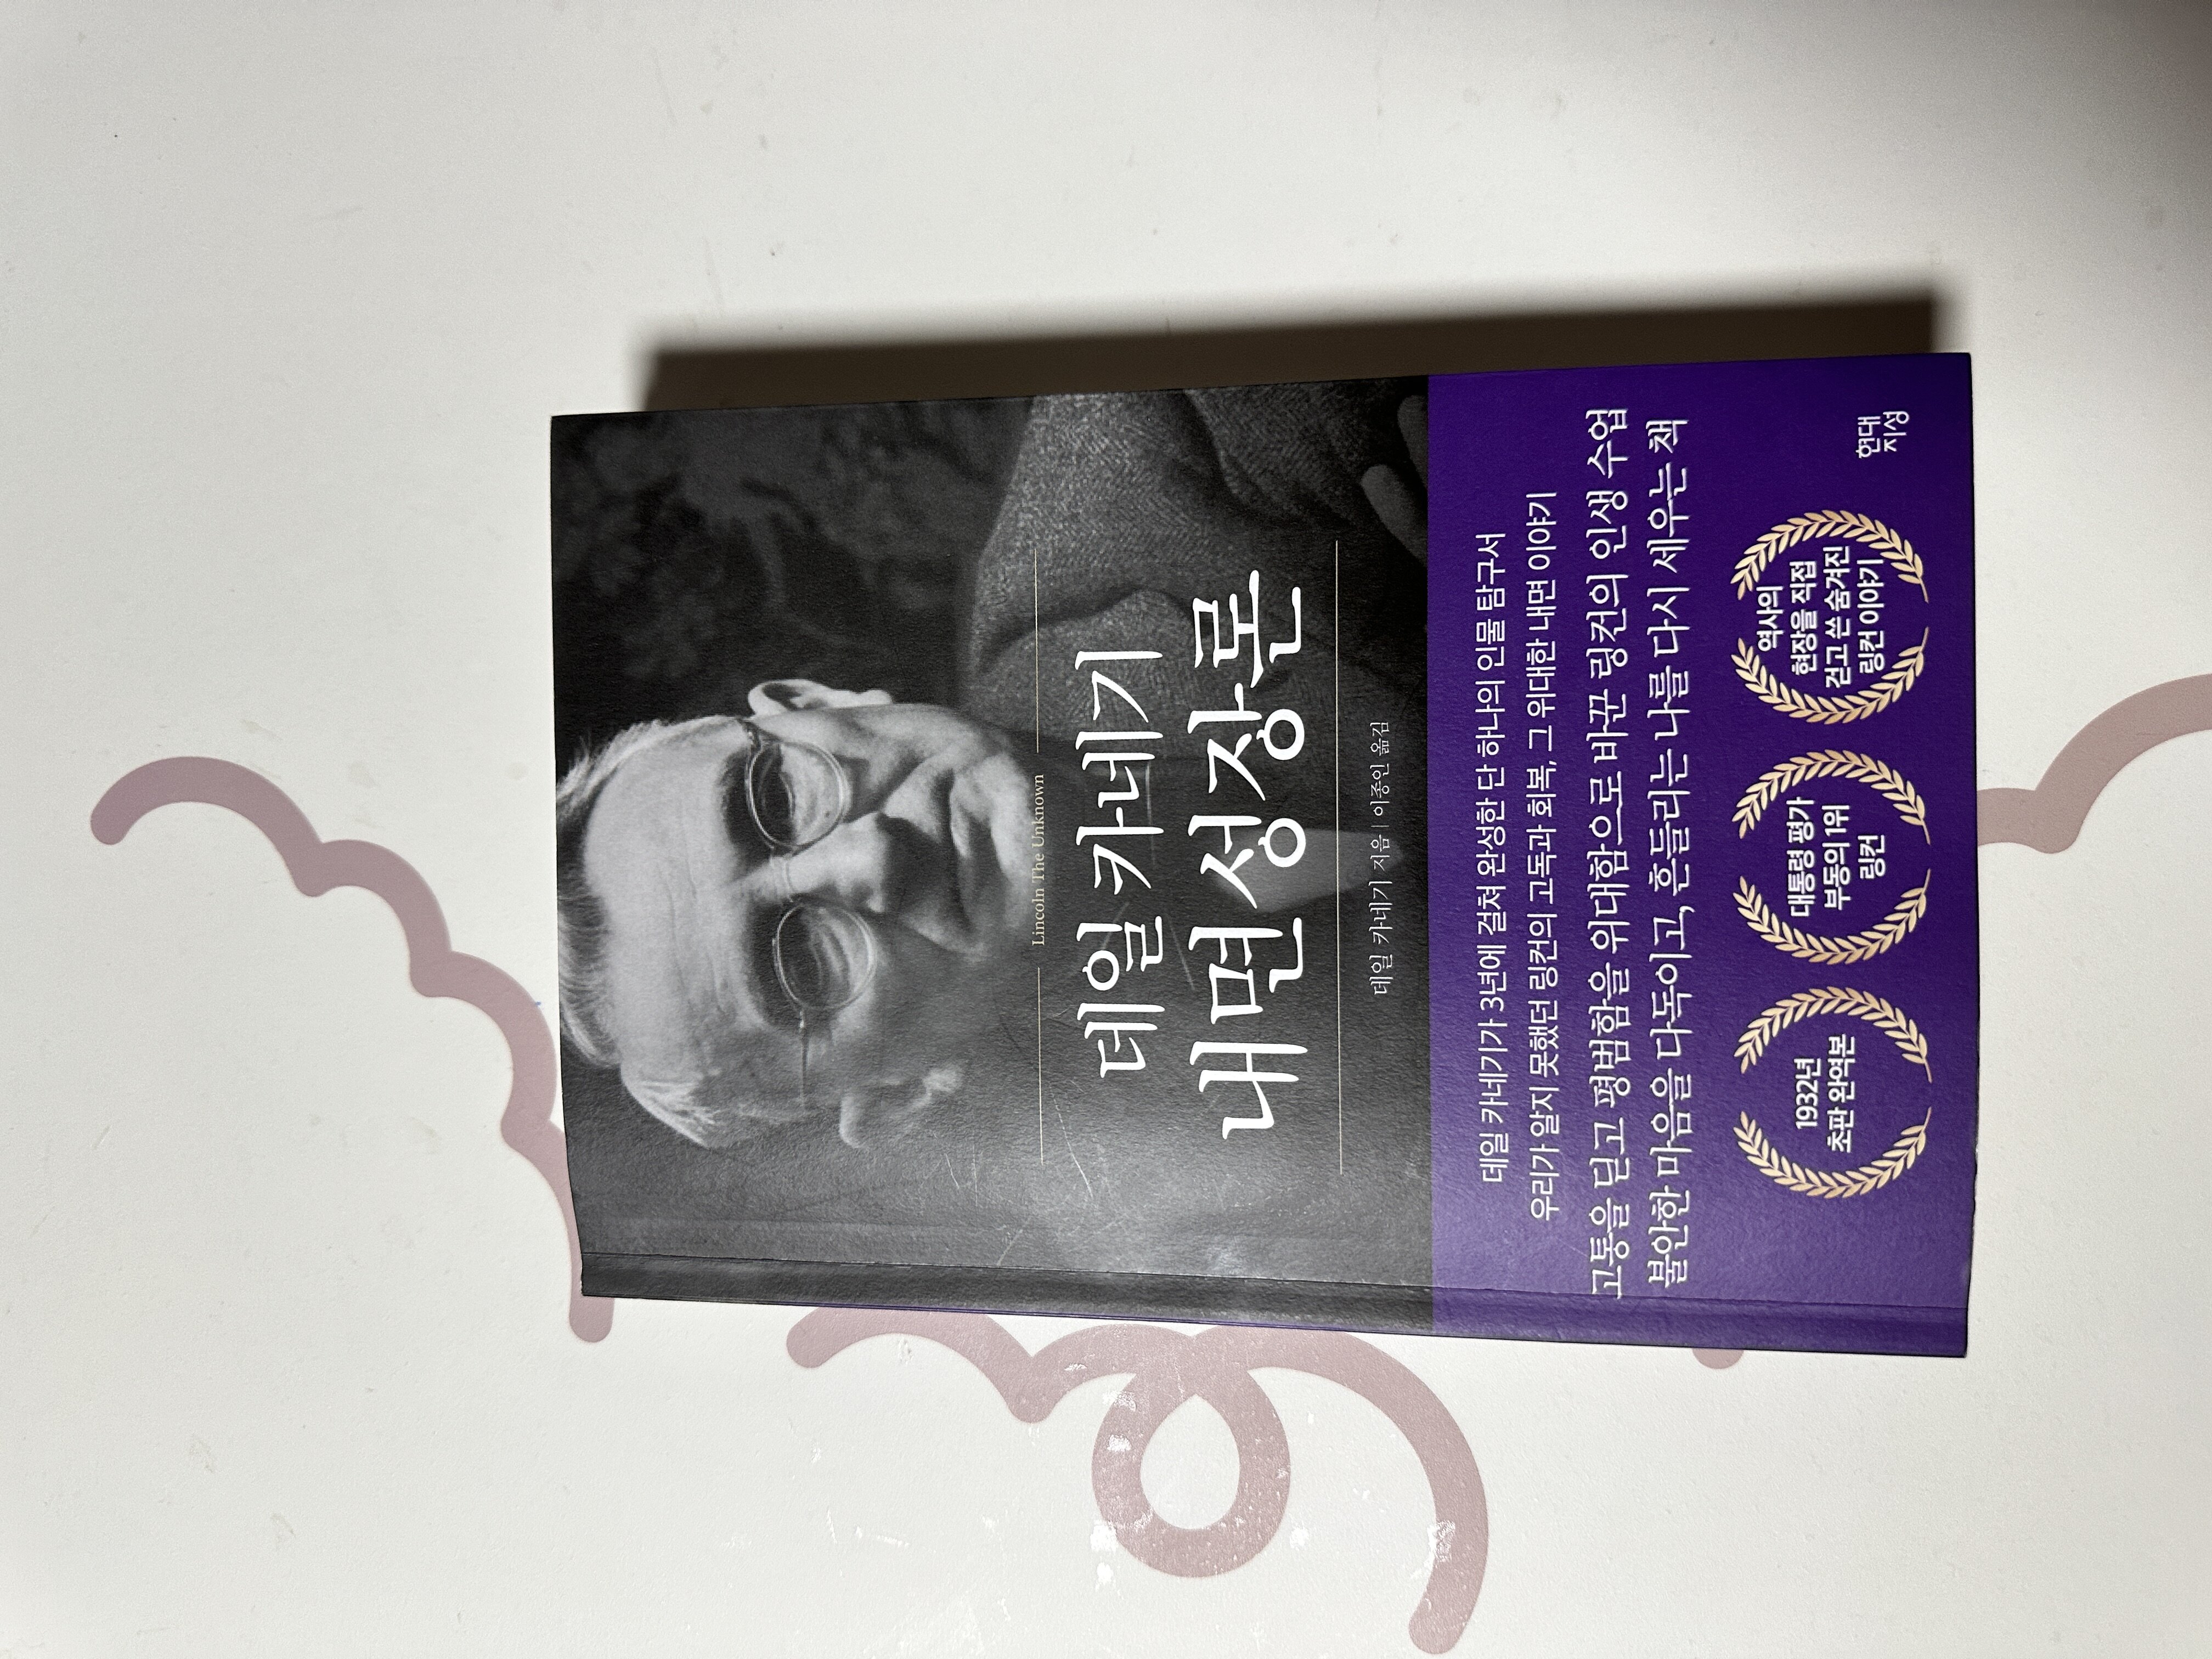 Lincoln The Unknown
데일 카네기
내면 성장론
데일 카네기 지음 | 이종인 옮김
데일 카네기가 3년에 걸쳐 완성한 단 하나의 인물 탐구서
우리가 알지 못했던 링컨의 고독과 회복, 그 위대한 내면 이야기
고통을 딛고 평범함을 위대함으로 바꾼 링컨의 인생 수업
불안한 마음을 다독이고, 흔들리는 나를 다시 세우는 책
1932년
초판 완역본
대통령 평가
부동의 1위
링컨
역사의
현장을 직접
걷고 쓴 숨겨진
링컨 이야기
현대
지성